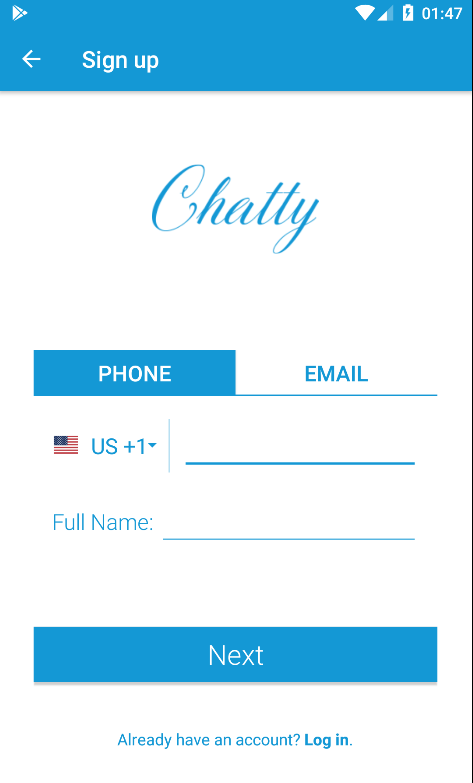 01:47
Sign up
Chatty
PHONE EMAIL
US +1
Full Name:
Next
Already have an account? Log in.